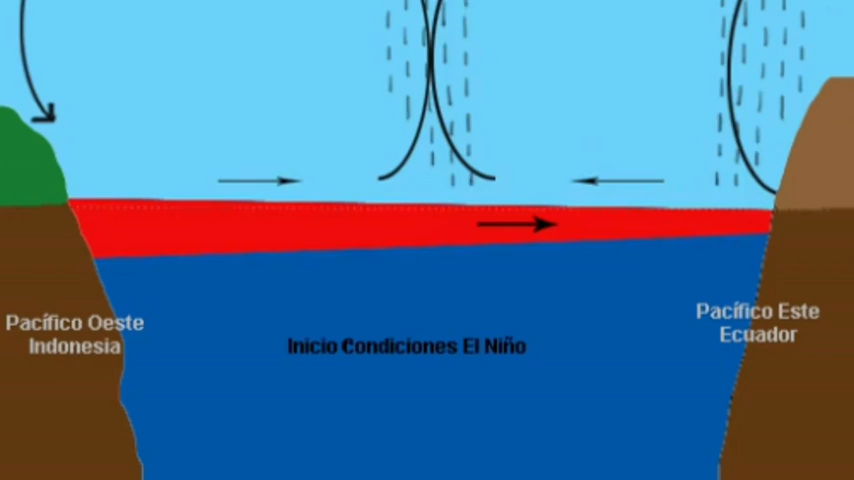 Pacífico Oeste
Indonesia
Inicio Condiciones El Niño
Pacífico Este
Ecuador